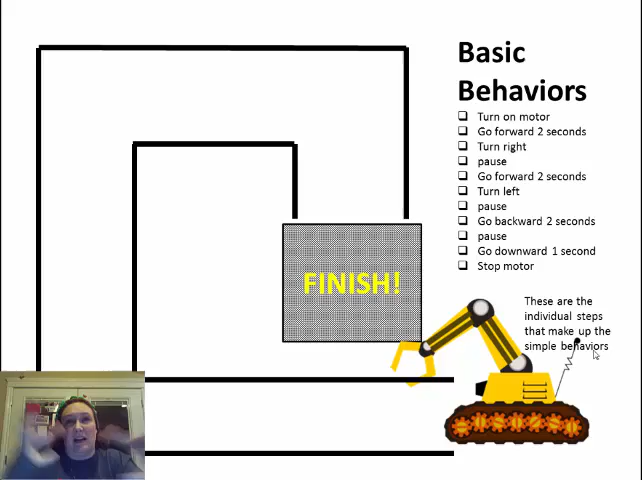 Basic
Behaviors
Turn on motor
Go forward 2 seconds
Turn right
pause
Go forward 2 seconds
Turn left
pause
Go backward 2 seconds
pause
Go downward 1 second
Stop motor
FINISH!
These are the
individual steps
that make up the
simple behaviors